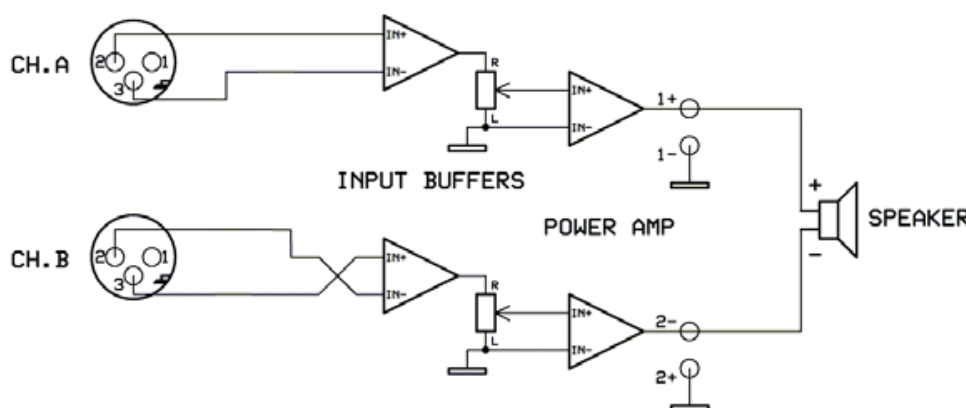 CH.A
2
1
3
IN+
IN-
R
L
IN+
IN-
1+
1-
INPUT BUFFERS
POWER AMP
+
-
SPEAKER
CH.B
2
1
3
IN+
IN-
R
L
IN+
IN-
2-
2+